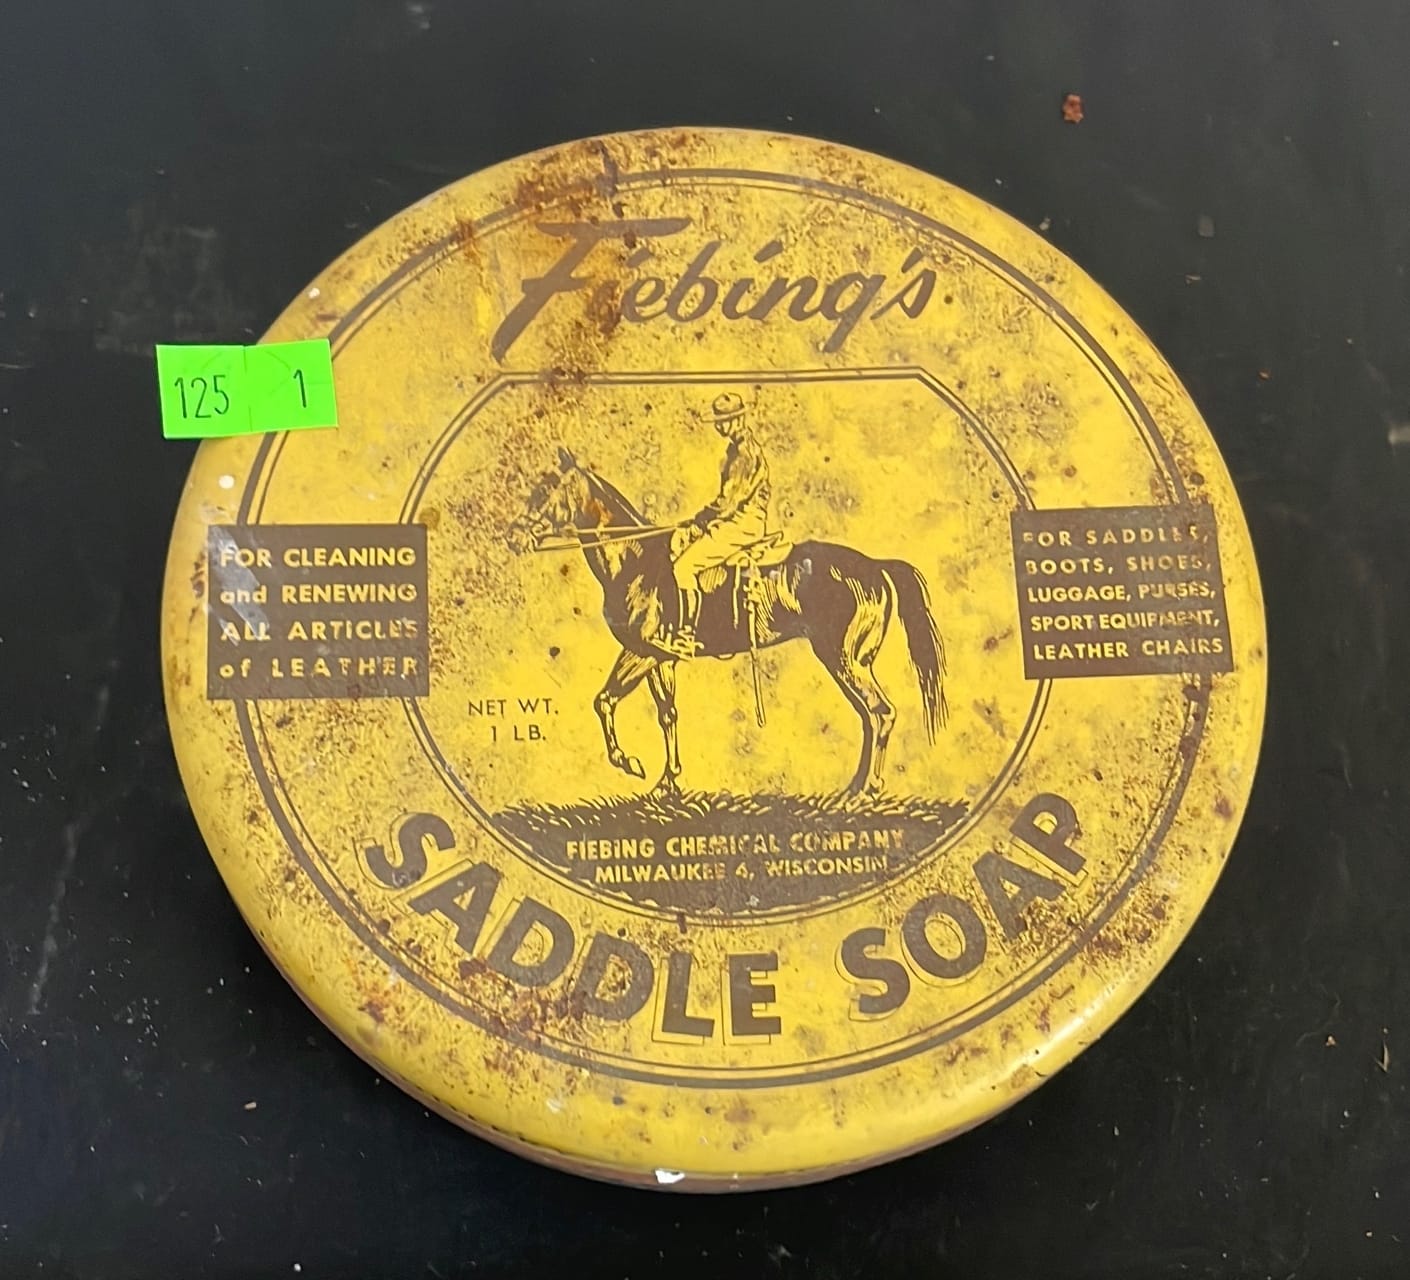 Fiebing's
125 1
FOR CLEANING
and RENEWING
ALL ARTICLES
of LEATHER
FOR SADDLES,
BOOTS, SHOES,
LUGGAGE, PURSES,
SPORT EQUIPMENT,
LEATHER CHAIRS
NET WT.
1 LB.
FIEBING CHEMICAL COMPANY
MILWAUKEE 4, WISCONSIN
SADDLE SOAP